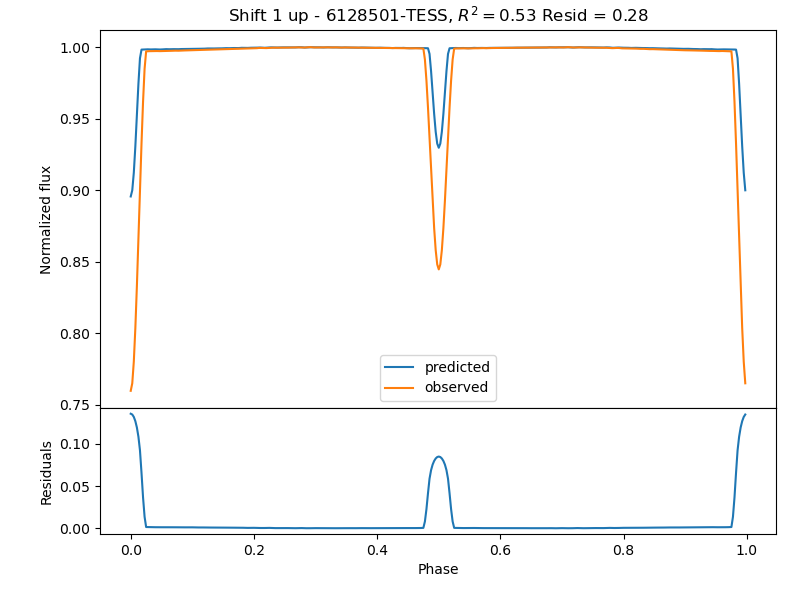 Shift 1 up - 6128501-TESS, R² = 0.53 Resid = 0.28
Normalized flux
1.00
0.95
0.90
0.85
0.80
0.75
predicted
observed
Residuals
0.10
0.05
0.00
0.0 0.2 0.4 0.6 0.8 1.0
Phase